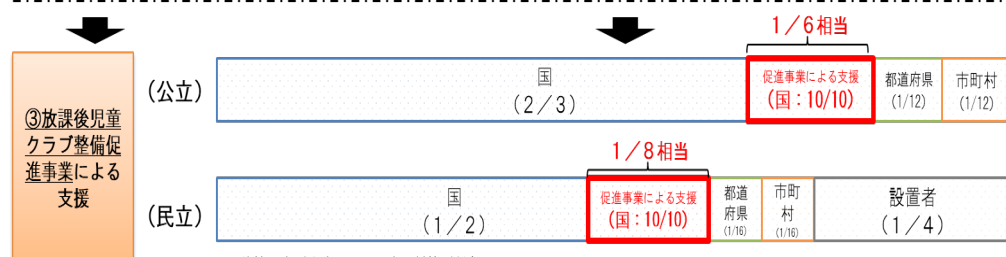 ③放課後児童
クラブ整備促
進事業による
支援
（公立）
1／6相当
国
（2／3）
促進事業による支援
（国：10/10）
都道府県
（1/12）
市町村
（1/12）
（民立）
1／8相当
国
（1／2）
促進事業による支援
（国：10/10）
都道
府県
（1/16）
市町
村
（1/16）
設置者
（1／4）